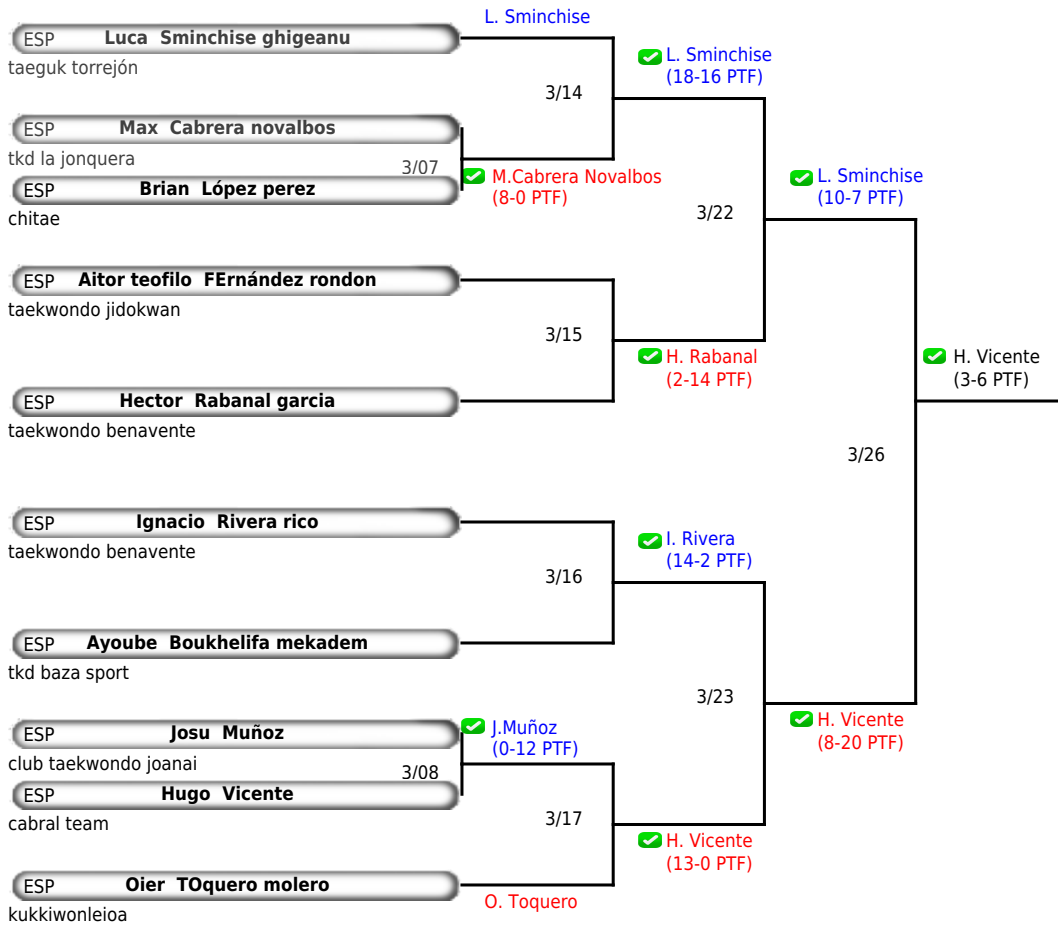 L. Sminchise
ESP Luca Sminchise ghigeanu
taeguk torrejón
L. Sminchise
(18-16 PTF)
3/14
ESP Max Cabrera novalbos
tkd la jonquera
3/07
M.Cabrera Novalbos
(8-0 PTF)
ESP Brian López perez
chitae
L. Sminchise
(10-7 PTF)
3/22
ESP Aitor teofilo FErnández rondon
taekwondo jidokwan
3/15
H. Rabanal
(2-14 PTF)
H. Vicente
(3-6 PTF)
ESP Hector Rabanal garcia
taekwondo benavente
3/26
ESP Ignacio Rivera rico
taekwondo benavente
I. Rivera
(14-2 PTF)
3/16
ESP Ayoube Boukhelifa mekadem
tkd baza sport
3/23
H. Vicente
(8-20 PTF)
ESP Josu Muñoz
club taekwondo joanai
J.Muñoz
(0-12 PTF)
3/08
ESP Hugo Vicente
cabral team
3/17
H. Vicente
(13-0 PTF)
ESP Oier TOquero molero
kukkiwonleioa
O. Toquero